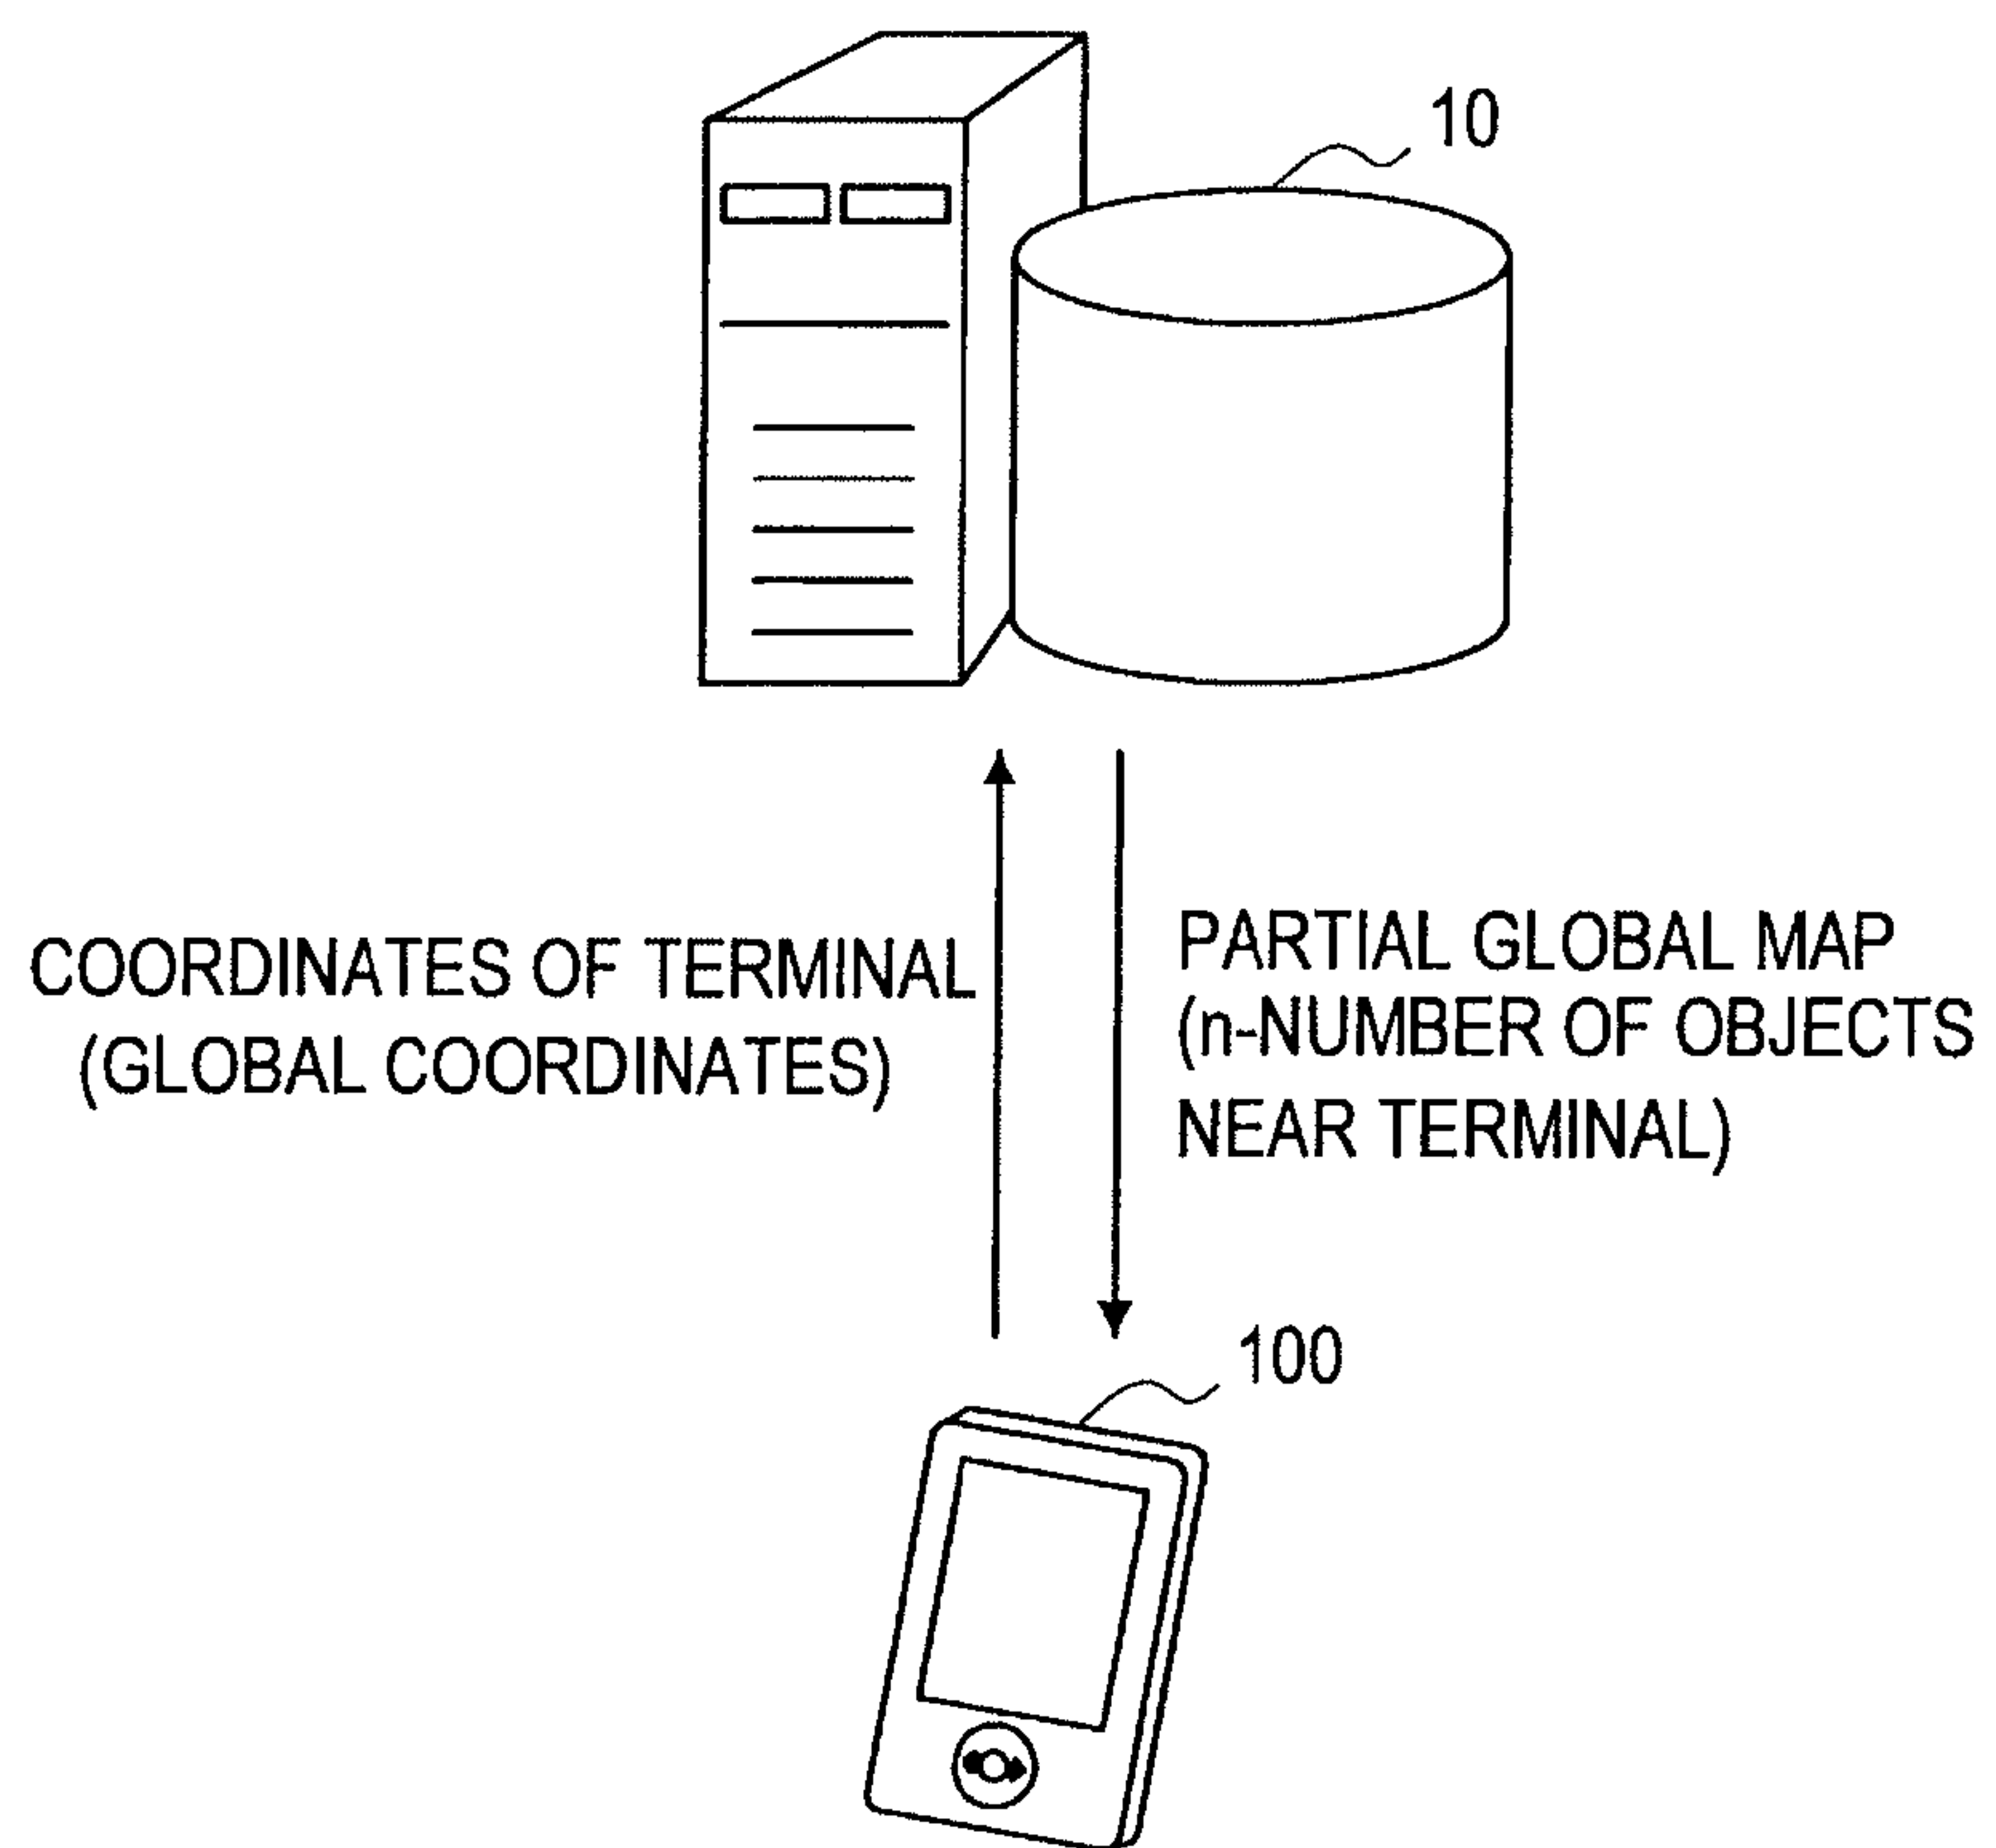 10
COORDINATES OF TERMINAL
(GLOBAL COORDINATES)
PARTIAL GLOBAL MAP
(n-NUMBER OF OBJECTS
NEAR TERMINAL)
100